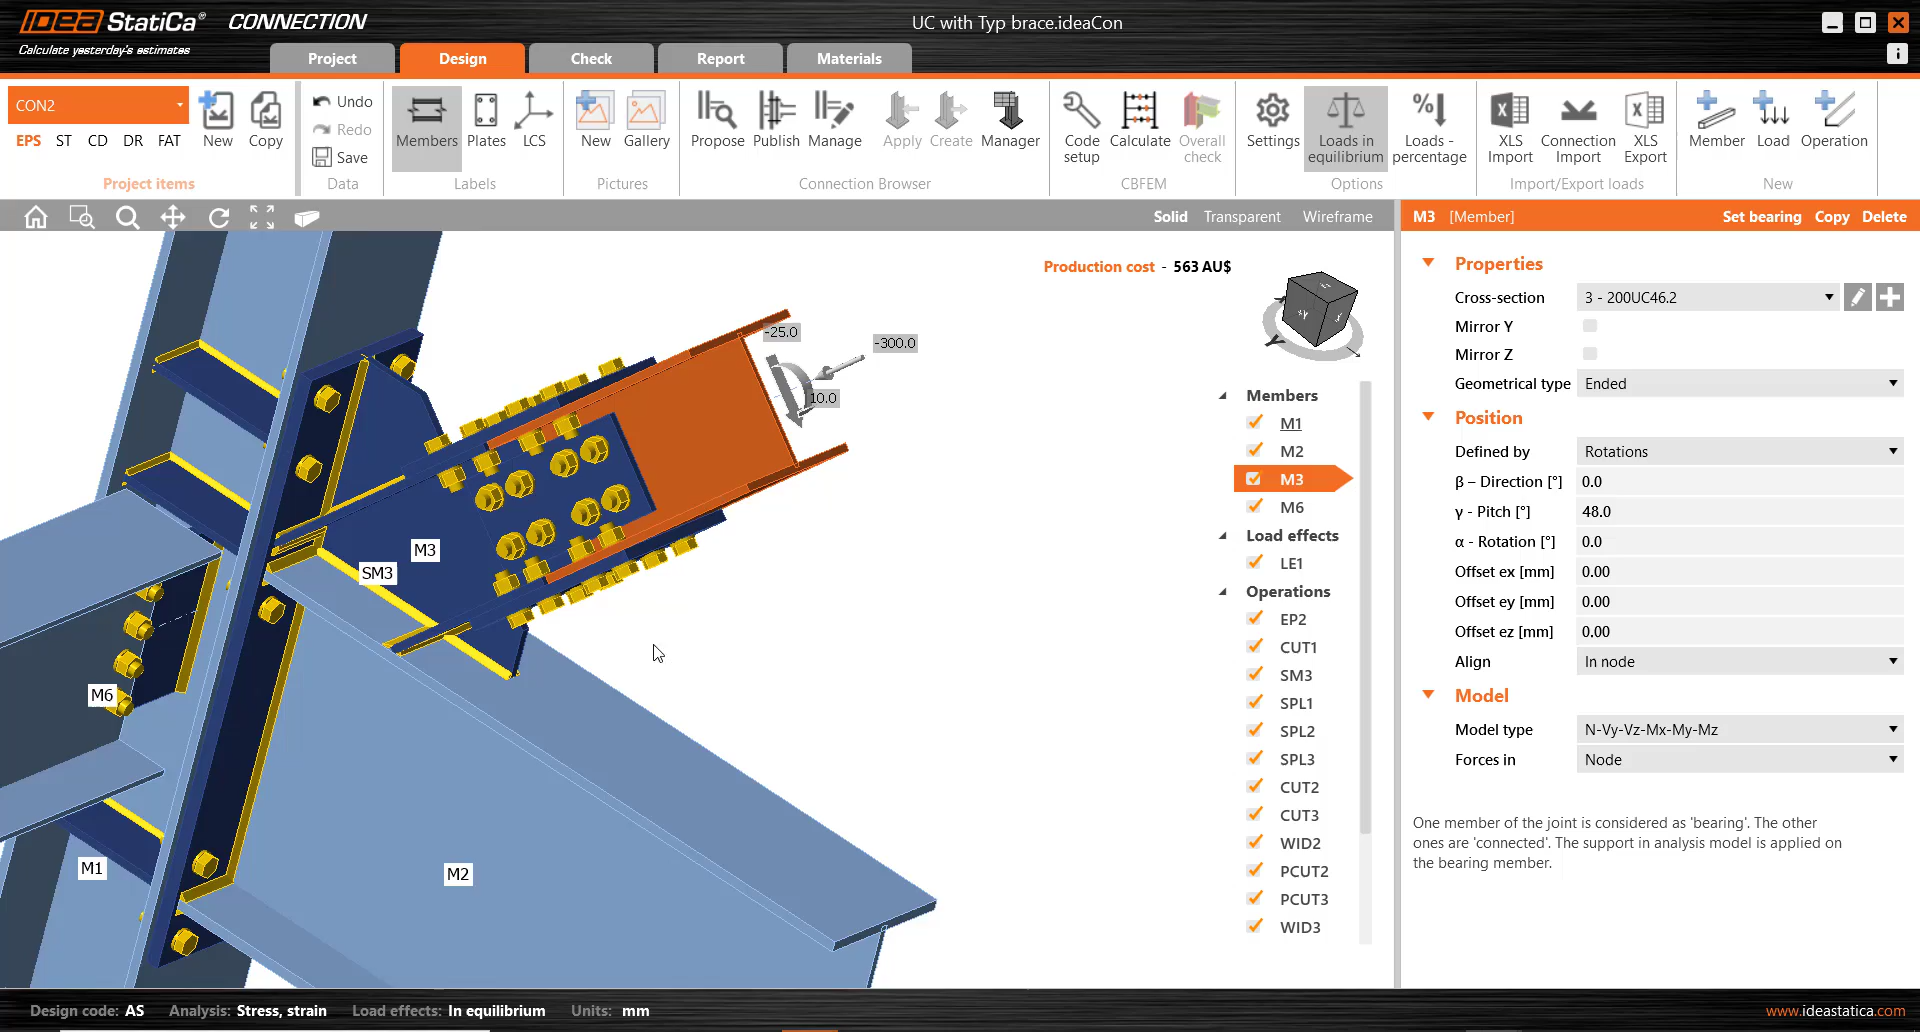 IDEA StatiCa® CONNECTION
Calculate yesterday's estimates
UC with Typ brace.ideaCon
i
Project
Design
Check
Report
Materials
CON2
EPS ST CD DR FAT
New
Copy
Project items
Undo
Redo
Save
Data
Members
Plates
LCS
Labels
New
Gallery
Pictures
Propose
Publish
Manage
Apply
Create
Manager
Connection Browser
Code setup
Calculate
Overall check
CBFEM
Settings
Loads in equilibrium
Loads - percentage
Options
XLS Import
Connection Import
XLS Export
Import/Export loads
Member
Load
Operation
New
Solid Transparent Wireframe
Production cost - 563 AU$
-25.0
-300.0
10.0
M3
SM3
M6
M1
M2
Members
M1
M2
M3
M6
Load effects
LE1
Operations
EP2
CUT1
SM3
SPL1
SPL2
SPL3
CUT2
CUT3
WID2
PCUT2
PCUT3
WID3
M3 [Member]
Set bearing Copy Delete
Properties
Cross-section 3 - 200UC46.2
Mirror Y
Mirror Z
Geometrical type Ended
Position
Defined by Rotations
β – Direction [°] 0.0
γ - Pitch [°] 48.0
α - Rotation [°] 0.0
Offset ex [mm] 0.00
Offset ey [mm] 0.00
Offset ez [mm] 0.00
Align In node
Model
Model type N-Vy-Vz-Mx-My-Mz
Forces in Node
One member of the joint is considered as 'bearing'. The other
ones are 'connected'. The support in analysis model is applied on
the bearing member.
Design code: AS Analysis: Stress, strain Load effects: In equilibrium Units: mm
www.ideastatica.com